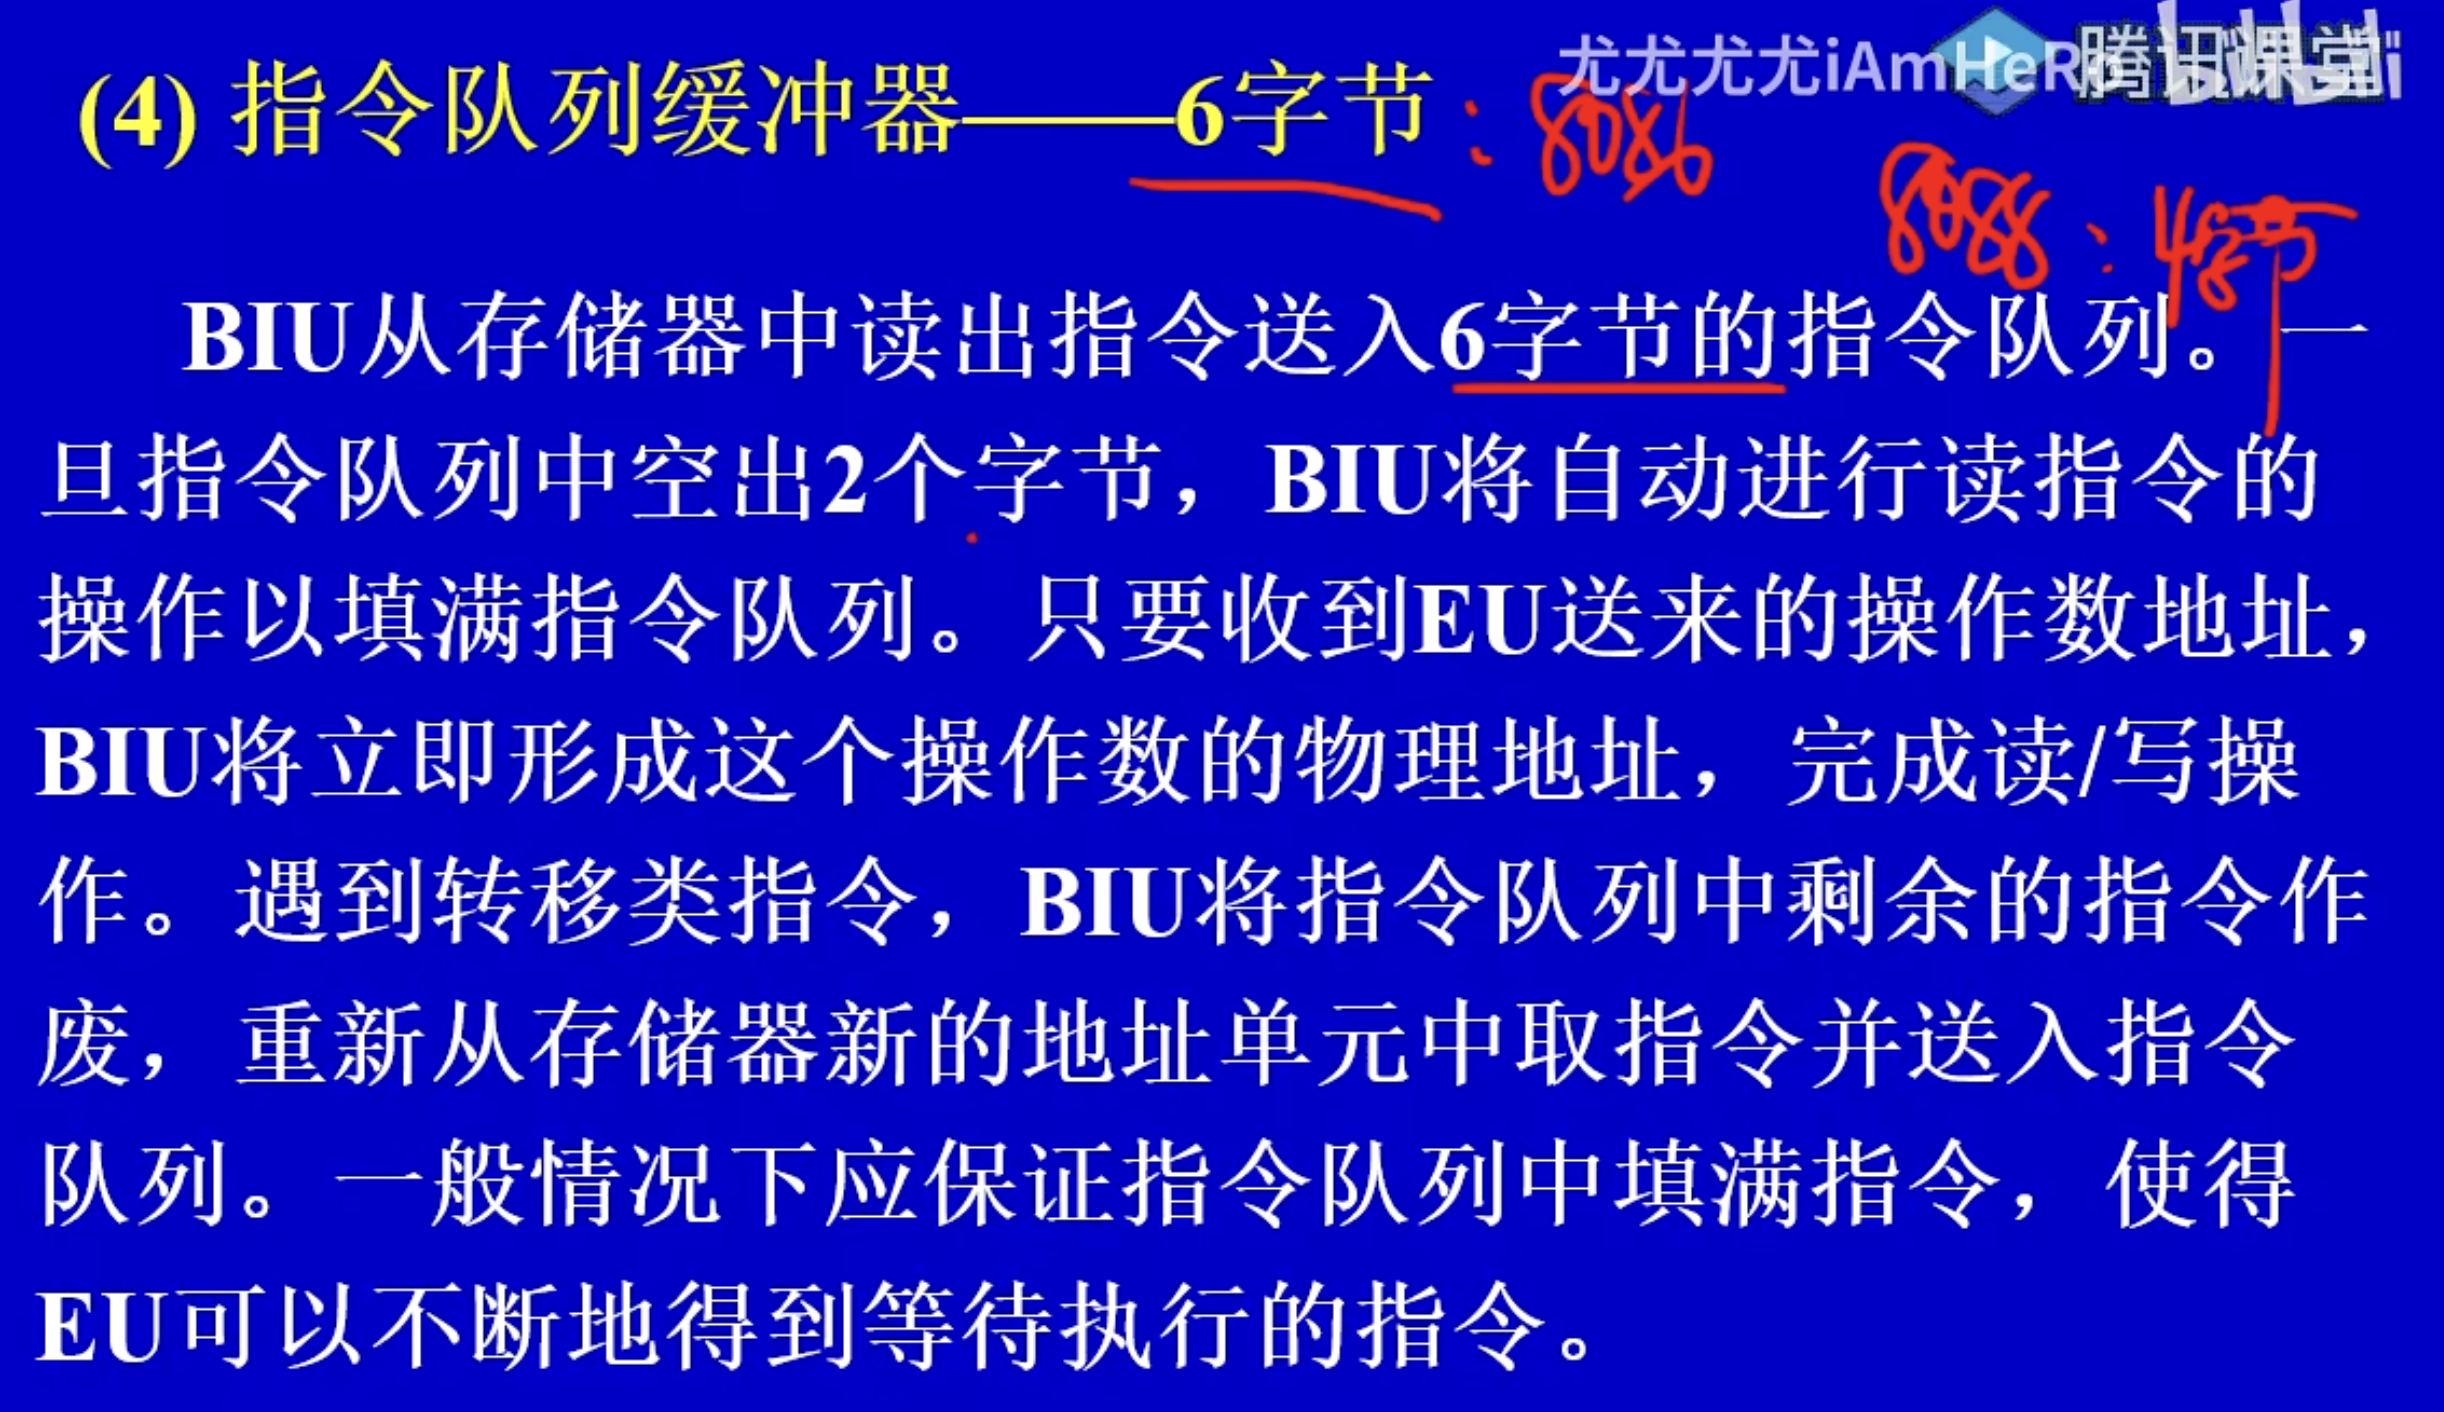 尤尤尤尤iAmHeRo 腾讯课堂 bilibili
(4) 指令队列缓冲器——6字节 : 8086
8088 : 4字节
BIU从存储器中读出指令送入6字节的指令队列。一
旦指令队列中空出2个字节，BIU将自动进行读指令的
操作以填满指令队列。只要收到EU送来的操作数地址，
BIU将立即形成这个操作数的物理地址，完成读/写操
作。遇到转移类指令，BIU将指令队列中剩余的指令作
废，重新从存储器新的地址单元中取指令并送入指令
队列。一般情况下应保证指令队列中填满指令，使得
EU可以不断地得到等待执行的指令。